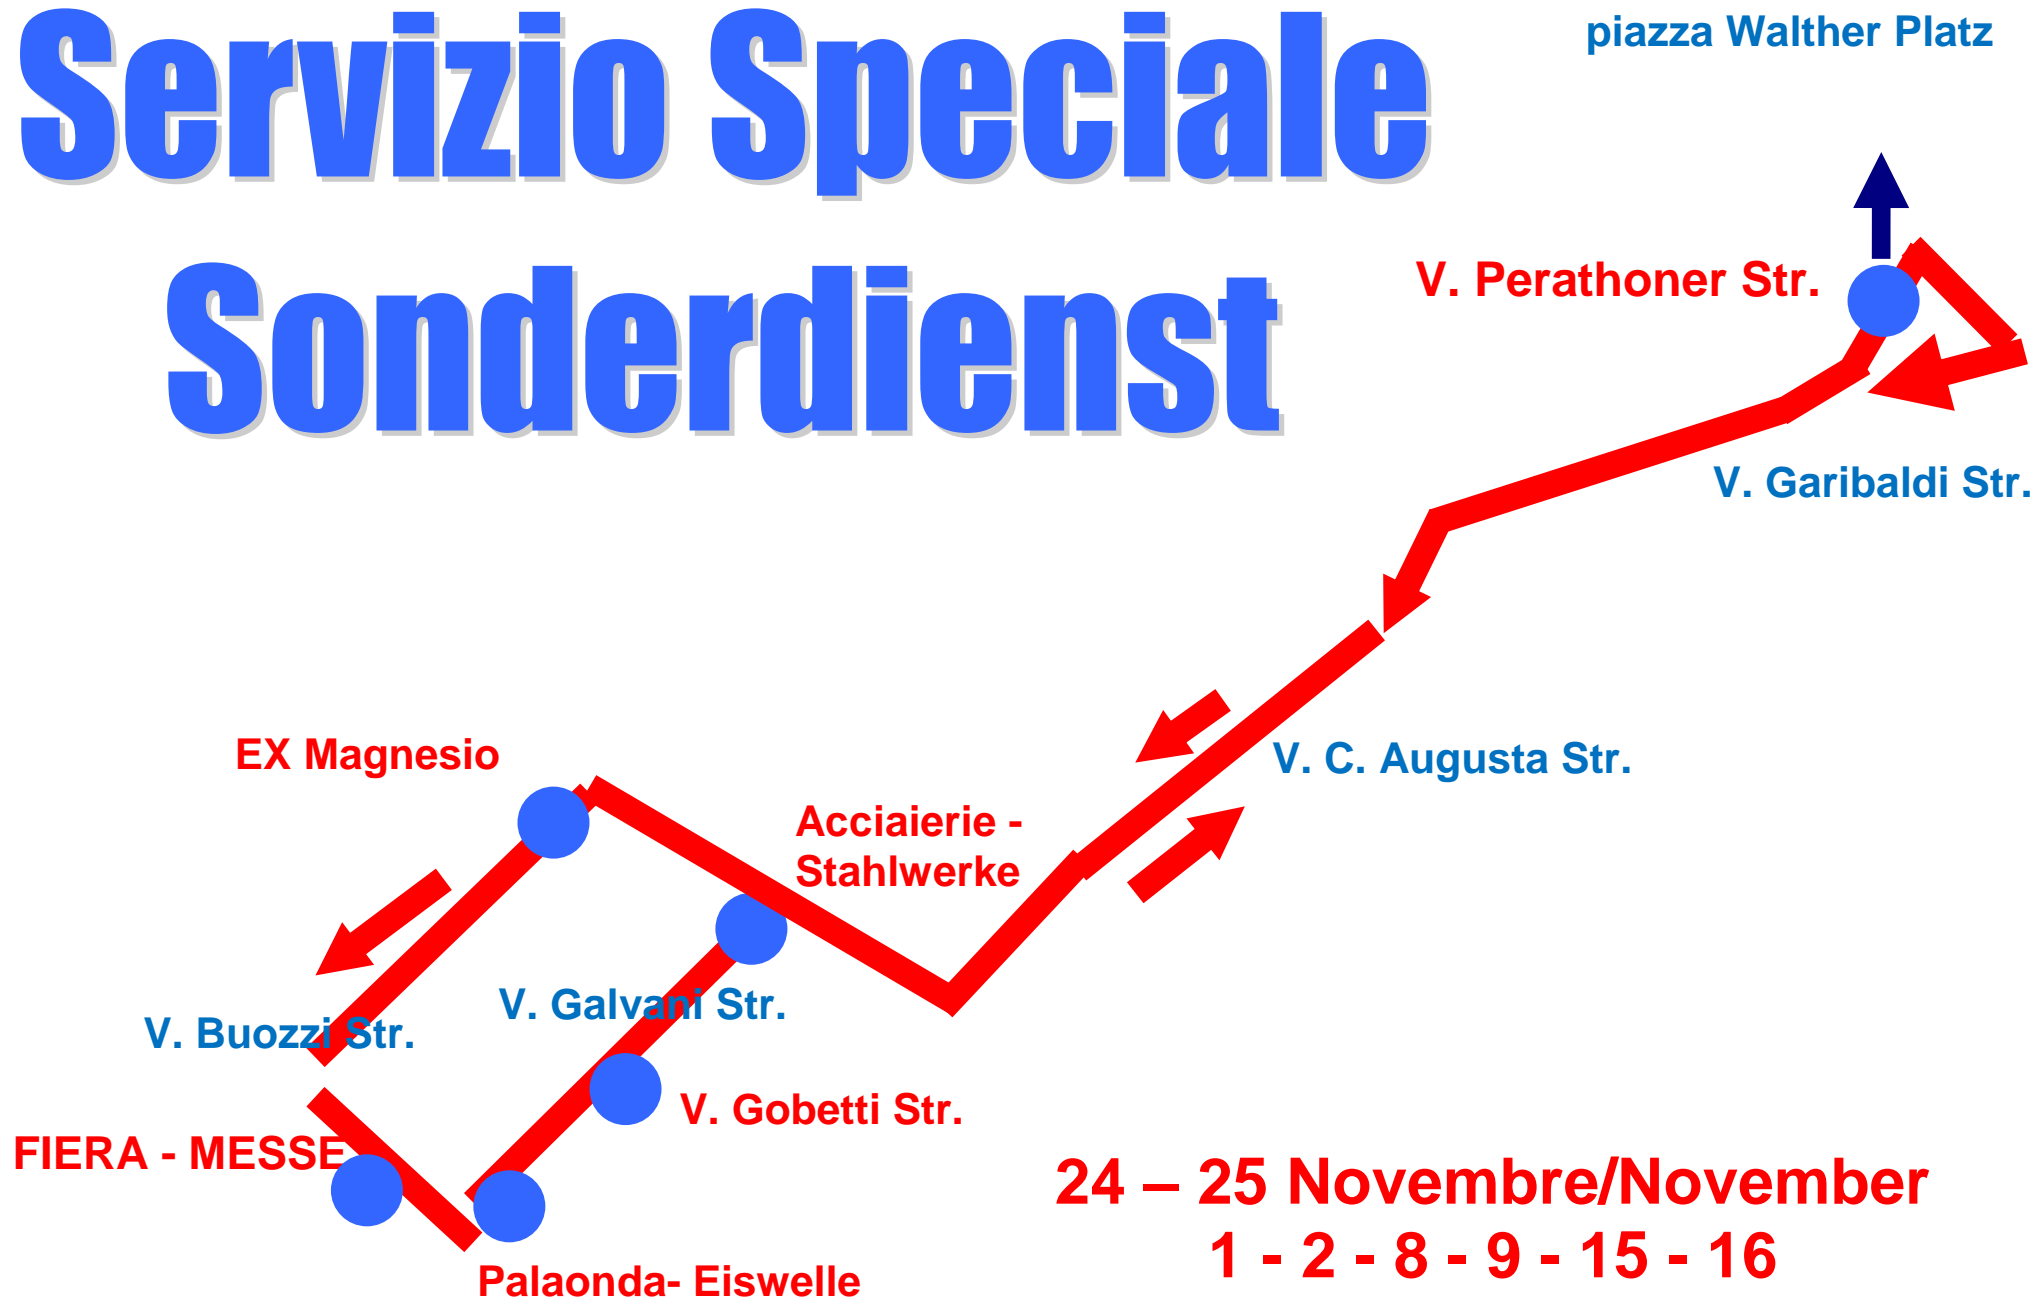 Servizio Speciale
piazza Walther Platz
Sonderdienst
V. Perathoner Str.
V. Garibaldi Str.
EX Magnesio
V. C. Augusta Str.
Acciaierie -
Stahlwerke
V. Galvani Str.
V. Buozzi Str.
V. Gobetti Str.
FIERA - MESSE
24 – 25 Novembre/November
1 - 2 - 8 - 9 - 15 - 16
Palaonda- Eiswelle